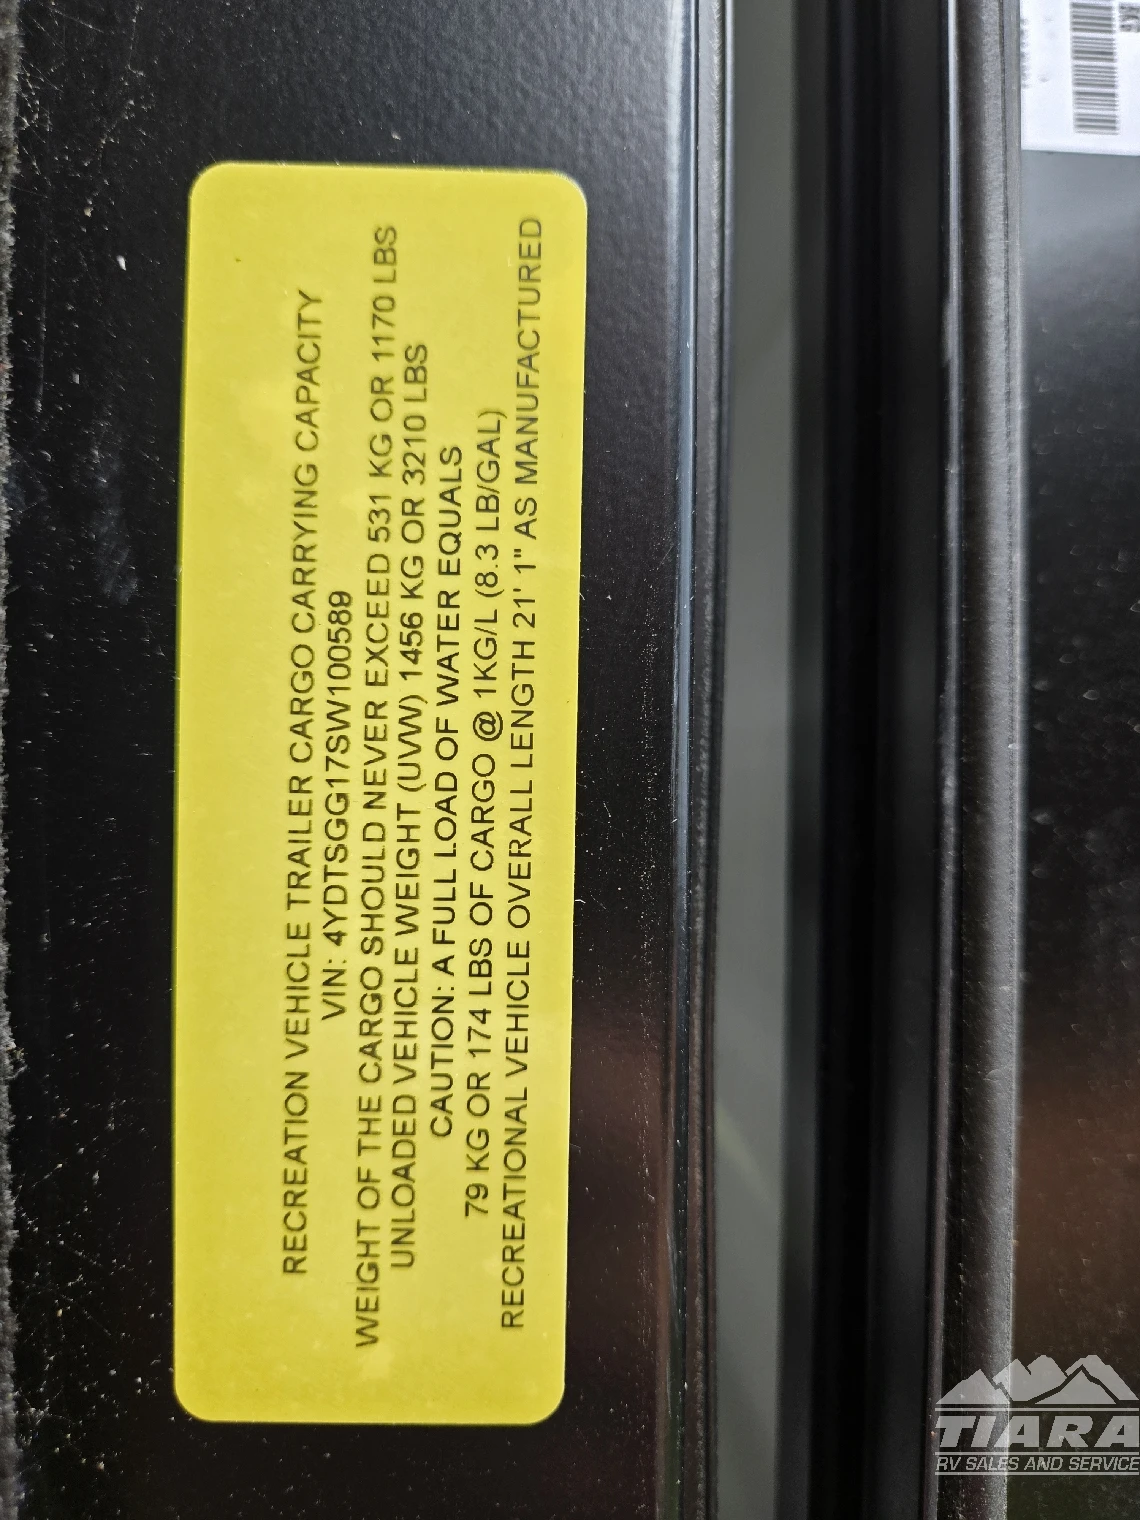 RECREATION VEHICLE TRAILER CARGO CARRYING CAPACITY
VIN: 4YDTSGG17SW100589
WEIGHT OF THE CARGO SHOULD NEVER EXCEED 531 KG OR 1170 LBS
UNLOADED VEHICLE WEIGHT (UVW) 1456 KG OR 3210 LBS
CAUTION: A FULL LOAD OF WATER EQUALS
79 KG OR 174 LBS OF CARGO @ 1KG/L (8.3 LB/GAL)
RECREATIONAL VEHICLE OVERALL LENGTH 21' 1" AS MANUFACTURED
TIARA
RV SALES AND SERVICE